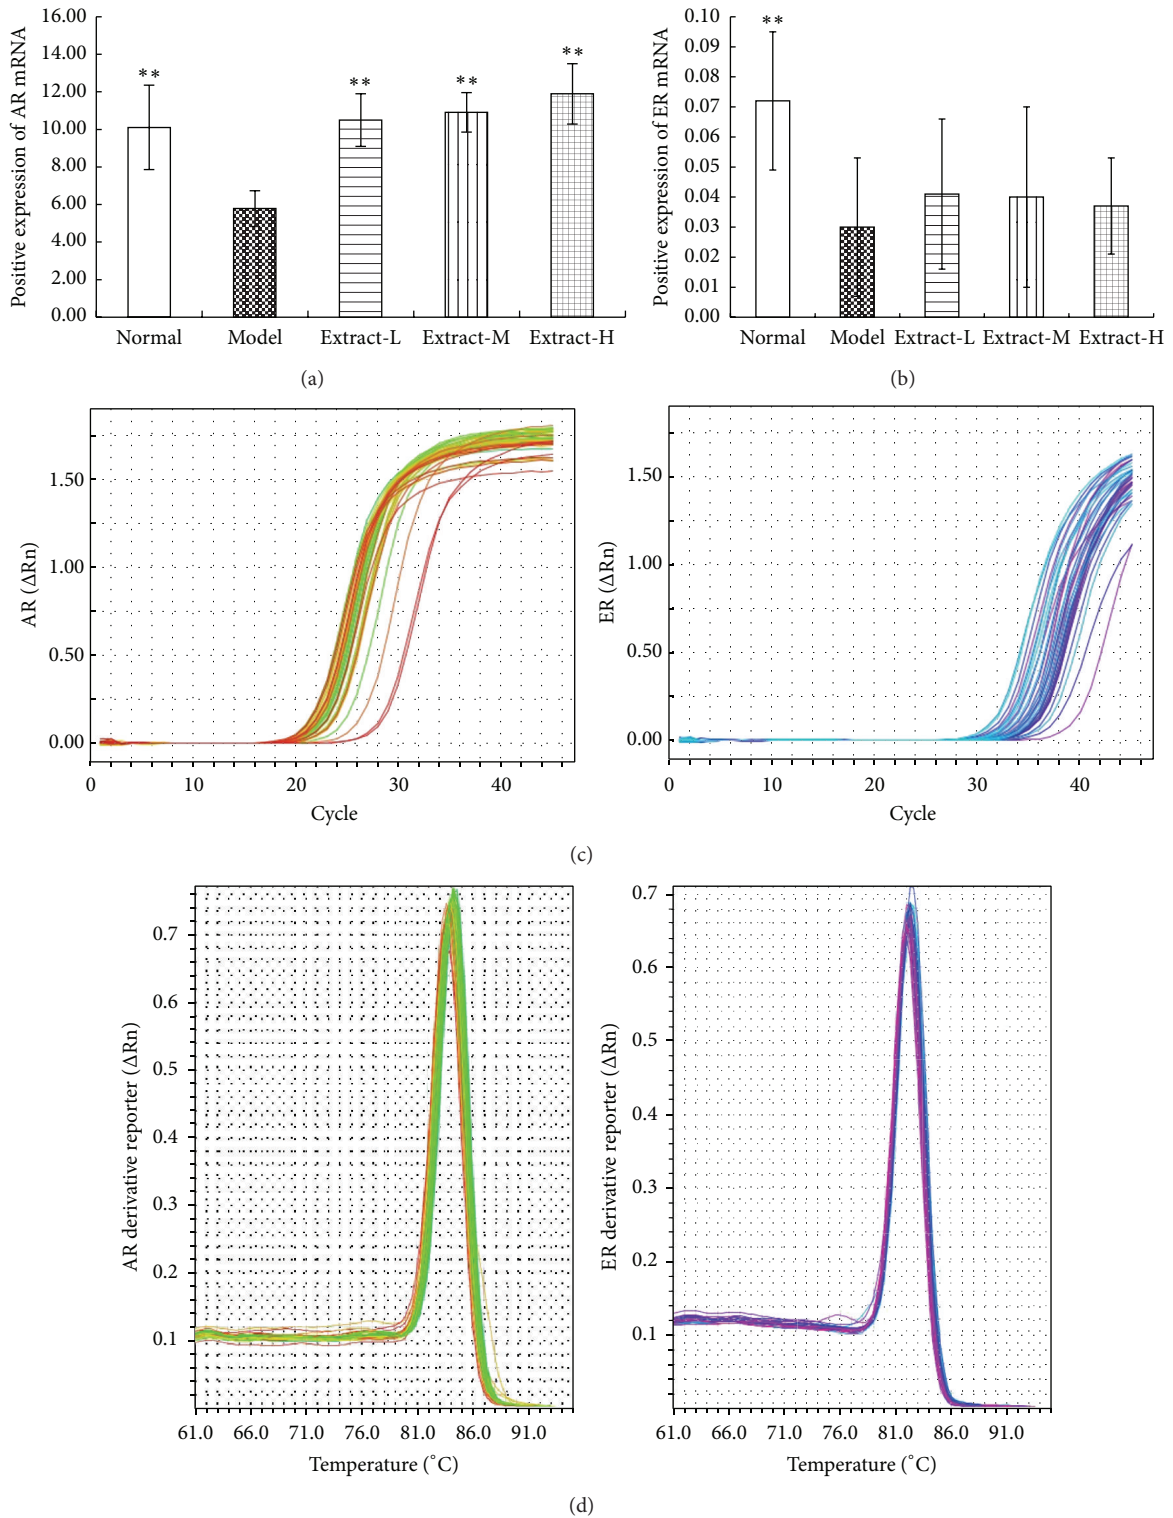 Positive expression of AR mRNA
16.00
14.00
12.00
10.00
8.00
6.00
4.00
2.00
0.00
** ** ** **
Normal Model Extract-L Extract-M Extract-H
(a)
Positive expression of ER mRNA
0.10
0.09
0.08
0.07
0.06
0.05
0.04
0.03
0.02
0.01
0.00
**
Normal Model Extract-L Extract-M Extract-H
(b)
AR (ΔRn)
1.50
1.00
0.50
0.00
0 10 20 30 40
Cycle
ER (ΔRn)
1.50
1.00
0.50
0.00
0 10 20 30 40
Cycle
(c)
AR derivative reporter (ΔRn)
0.7
0.6
0.5
0.4
0.3
0.2
0.1
61.0 66.0 71.0 76.0 81.0 86.0 91.0
Temperature (°C)
ER derivative reporter (ΔRn)
0.7
0.6
0.5
0.4
0.3
0.2
0.1
61.0 66.0 71.0 76.0 81.0 86.0 91.0
Temperature (°C)
(d)